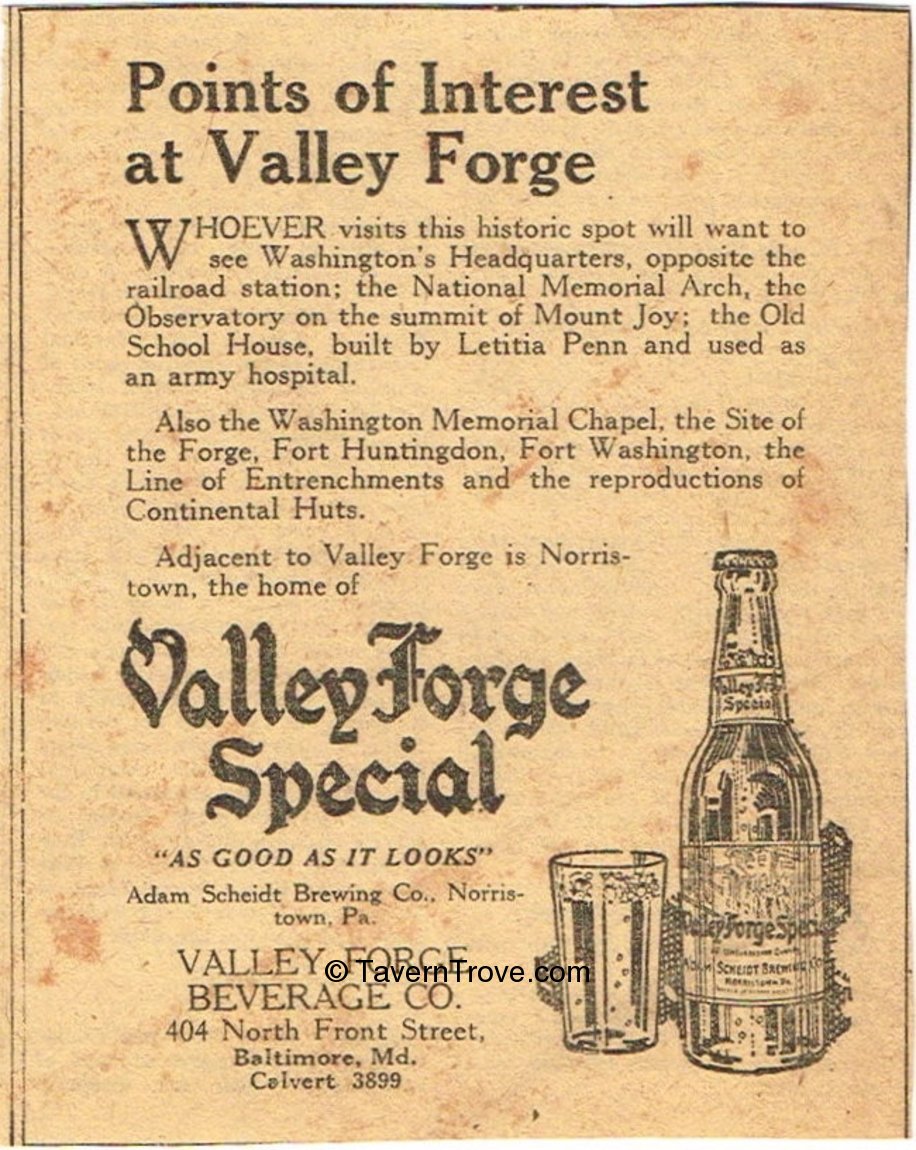 Points of Interest
at Valley Forge
WHOEVER visits this historic spot will want to
see Washington's Headquarters, opposite the
railroad station; the National Memorial Arch, the
Observatory on the summit of Mount Joy; the Old
School House, built by Letitia Penn and used as
an army hospital.
Also the Washington Memorial Chapel, the Site of
the Forge, Fort Huntingdon, Fort Washington, the
Line of Entrenchments and the reproductions of
Continental Huts.
Adjacent to Valley Forge is Norris-
town, the home of
Valley Forge
Special
"AS GOOD AS IT LOOKS"
Adam Scheidt Brewing Co., Norris-
town, Pa.
VALLEY FORGE
BEVERAGE CO.
404 North Front Street,
Baltimore, Md.
Calvert 3899
© TavernTrove.com
Valley Forge
Special
Valley Forge Special
ADAM SCHEIDT BREWING CO.
NORRISTOWN PA.